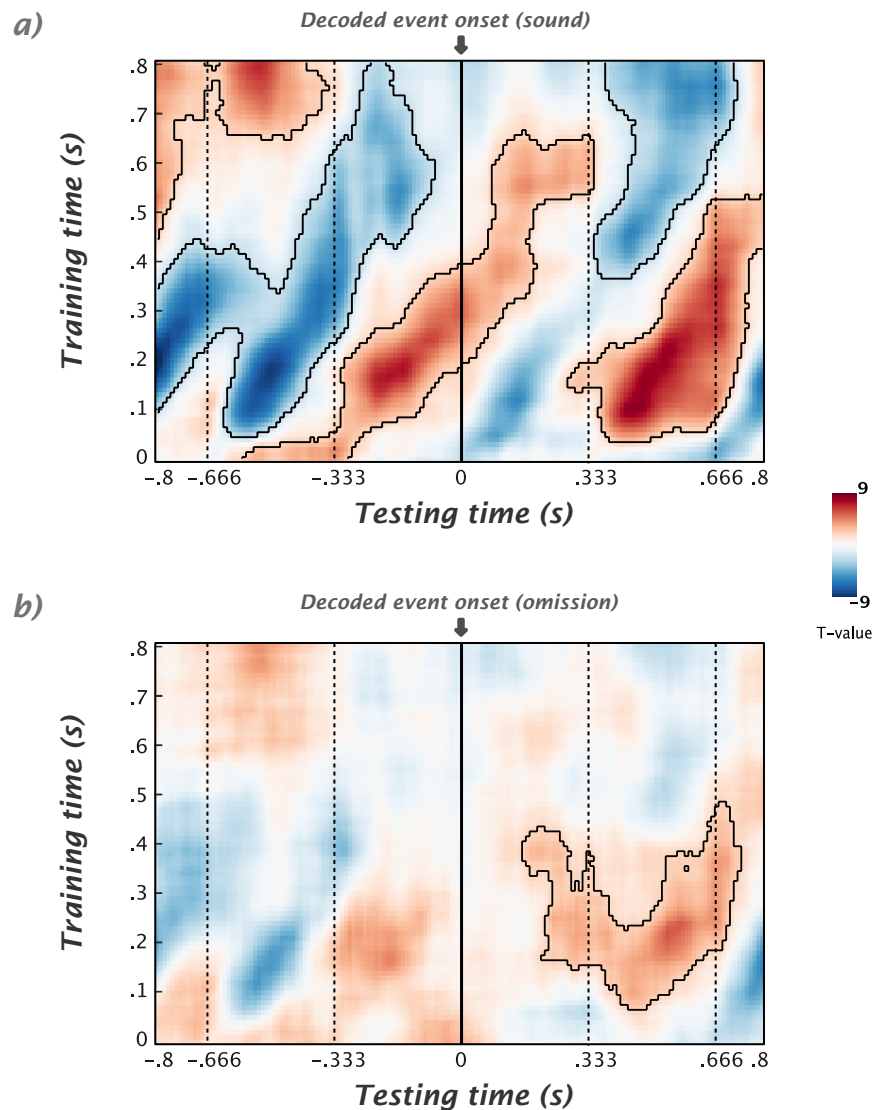 a)
Decoded event onset (sound)
.8
.7
.6
.5
.4
.3
.2
.1
0
Training time (s)
-.8 -.666 -.333 0 .333 .666 .8
Testing time (s)
9
-9
T-value
b)
Decoded event onset (omission)
.8
.7
.6
.5
.4
.3
.2
.1
0
Training time (s)
-.8 -.666 -.333 0 .333 .666 .8
Testing time (s)